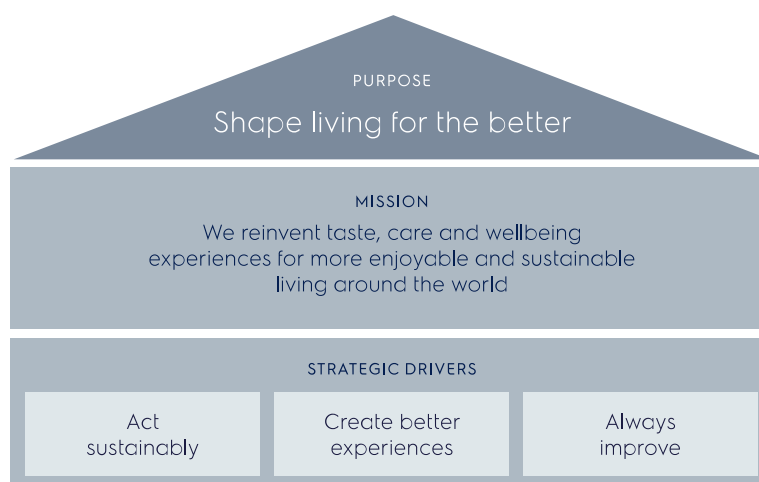 PURPOSE
Shape living for the better
MISSION
We reinvent taste, care and wellbeing
experiences for more enjoyable and sustainable
living around the world
STRATEGIC DRIVERS
Act
sustainably
Create better
experiences
Always
improve